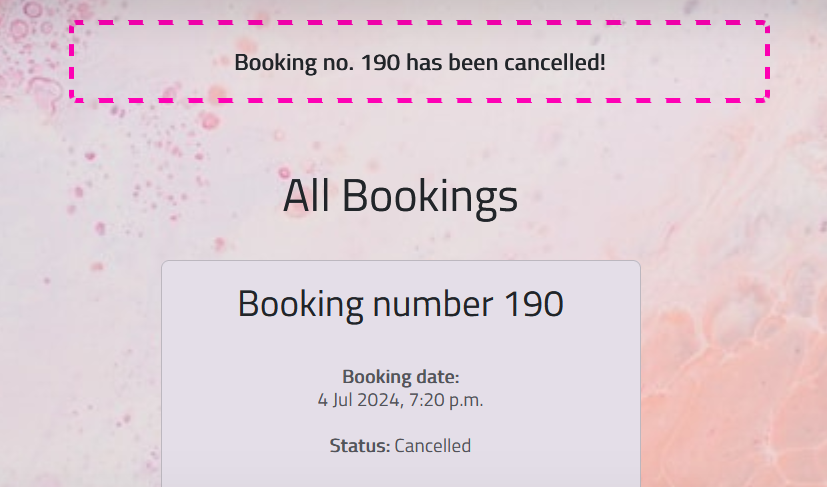 Booking no. 190 has been cancelled!
All Bookings
Booking number 190
Booking date:
4 Jul 2024, 7:20 p.m.
Status: Cancelled